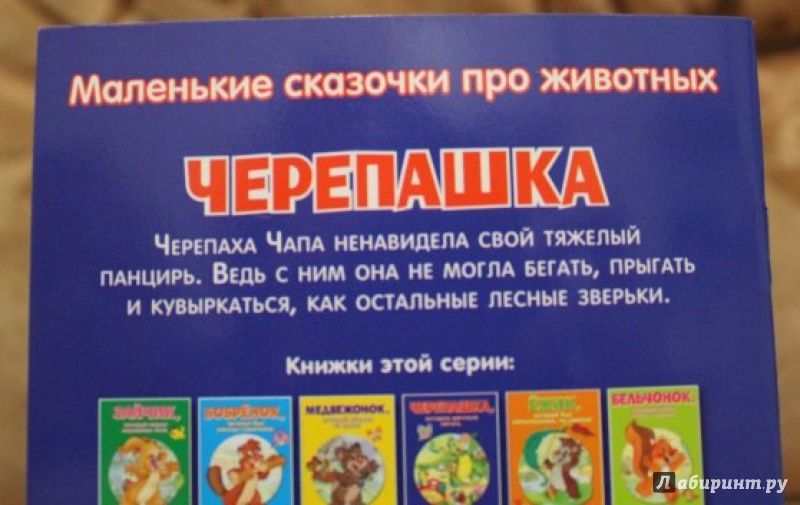 Маленькие сказочки про животных
ЧЕРЕПАШКА
Черепаха Чапа ненавидела свой тяжелый
панцирь. Ведь с ним она не могла бегать, прыгать
и кувыркаться, как остальные лесные зверьки.
Книжки этой серии:
ЗАЙЧИК,
БОБРЁНОК,
МЕДВЕЖОНОК,
ЧЕРЕПАШКА,
ЁЖИК,
БЕЛЬЧОНОК,
Лабиринт.ру